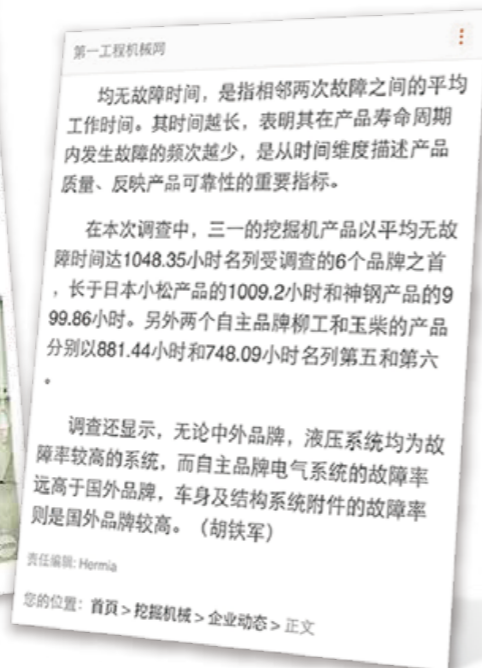 第一工程机械网
均无故障时间，是指相邻两次故障之间的平均
工作时间。其时间越长，表明其在产品寿命周期
内发生故障的频次越少，是从时间维度描述产品
质量、反映产品可靠性的重要指标。
在本次调查中，三一的挖掘机产品以平均无故
障时间达1048.35小时名列受调查的6个品牌之首
，长于日本小松产品的1009.2小时和神钢产品的9
99.86小时。另外两个自主品牌柳工和玉柴的产品
分别以881.44小时和748.09小时名列第五和第六
。
调查还显示，无论中外品牌，液压系统均为故
障率较高的系统，而自主品牌电气系统的故障率
远高于国外品牌，车身及结构系统附件的故障率
则是国外品牌较高。（胡铁军）
责任编辑: Hermia
您的位置：首页 > 挖掘机械 > 企业动态 > 正文